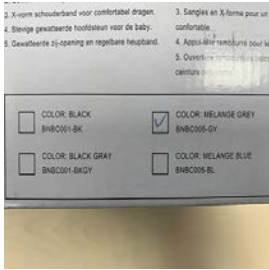 3. X-vorm schouderband voor comfortabel dragen.
4. Stevige gewatteerde hoofdsteun voor de baby.
5. Gewatteerde zij-opening en regelbare heupband.
3. Sangles en X,forme pour un
confortable.
4. Appui-tête rembourré pour le
5. Ouverture
ceinture
COLOR: BLACK
BNBC001-BK
COLOR: MELANGE GREY
BNBC005-GY
COLOR: BLACK GRAY
BNBC001-BKGY
COLOR: MELANGE BLUE
BNBC005-BL